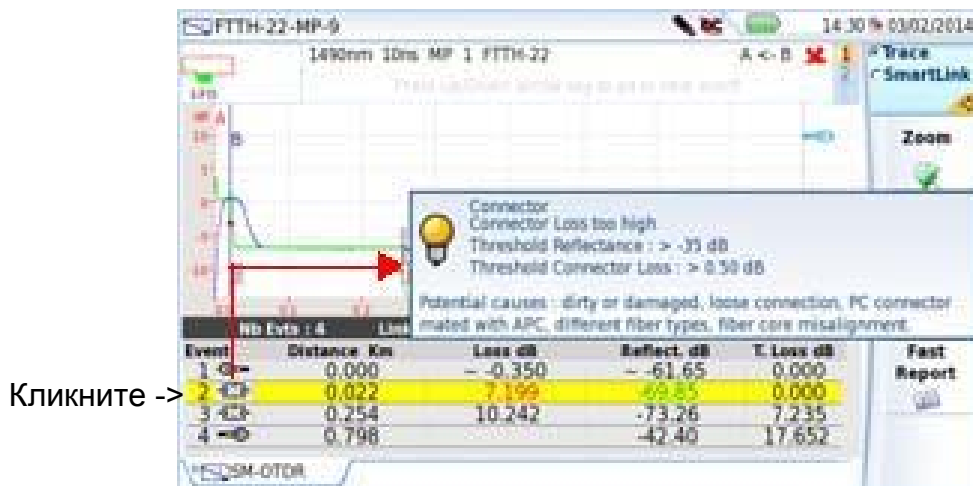 FTTH-22-MP-9
14:30 03/02/2014
1490nm 10ns MP 1 FTTH-22 A <- B 1
Trace
SmartLink
A
B
Zoom
Connector
Connector Loss too high
Threshold Reflectance : > -35 dB
Threshold Connector Loss : > 0.50 dB
Potential causes : dirty or damaged, loose connection, PC connector
mated with APC, different fiber types, fiber core misalignment.
Nb Evts : 4
Event Distance Km Loss dB Reflect. dB T. Loss dB
1 0.000 ~ -0.350 ~ -61.65 0.000
Кликните -> 2 0.022 7.199 -69.85 0.000
3 0.254 10.242 -73.26 7.235
4 0.798 -42.40 17.652
Fast
Report
SM-OTDR